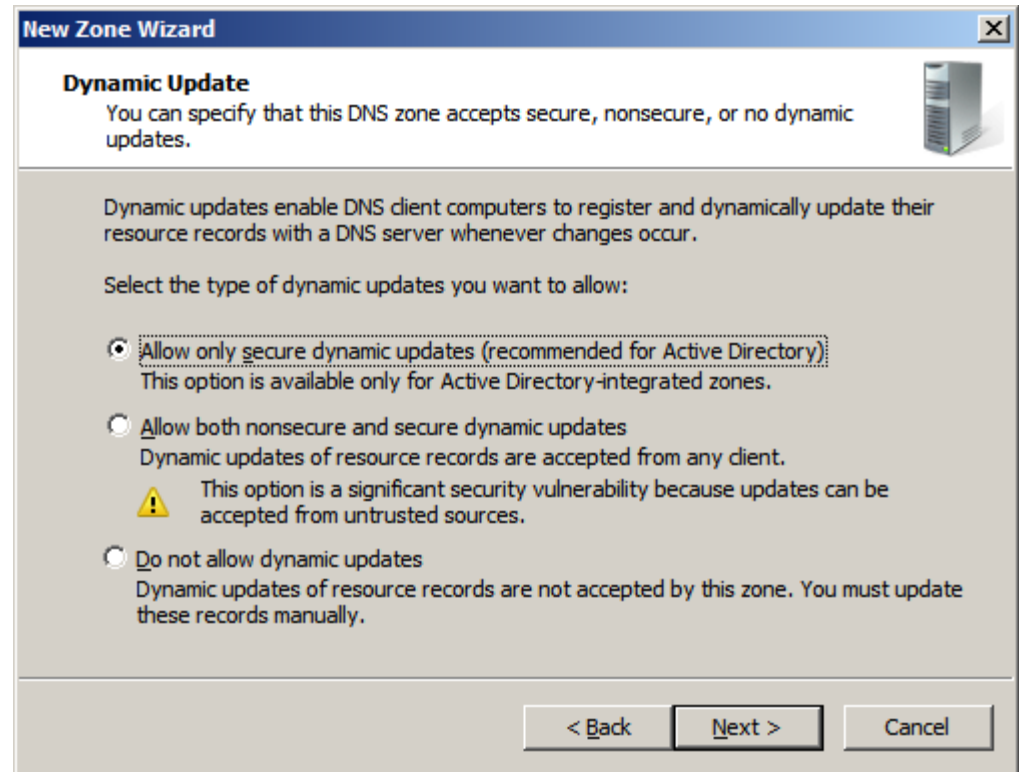 New Zone Wizard
Dynamic Update
You can specify that this DNS zone accepts secure, nonsecure, or no dynamic
updates.
Dynamic updates enable DNS client computers to register and dynamically update their
resource records with a DNS server whenever changes occur.
Select the type of dynamic updates you want to allow:
Allow only secure dynamic updates (recommended for Active Directory)
This option is available only for Active Directory-integrated zones.
Allow both nonsecure and secure dynamic updates
Dynamic updates of resource records are accepted from any client.
This option is a significant security vulnerability because updates can be
accepted from untrusted sources.
Do not allow dynamic updates
Dynamic updates of resource records are not accepted by this zone. You must update
these records manually.
< Back Next > Cancel